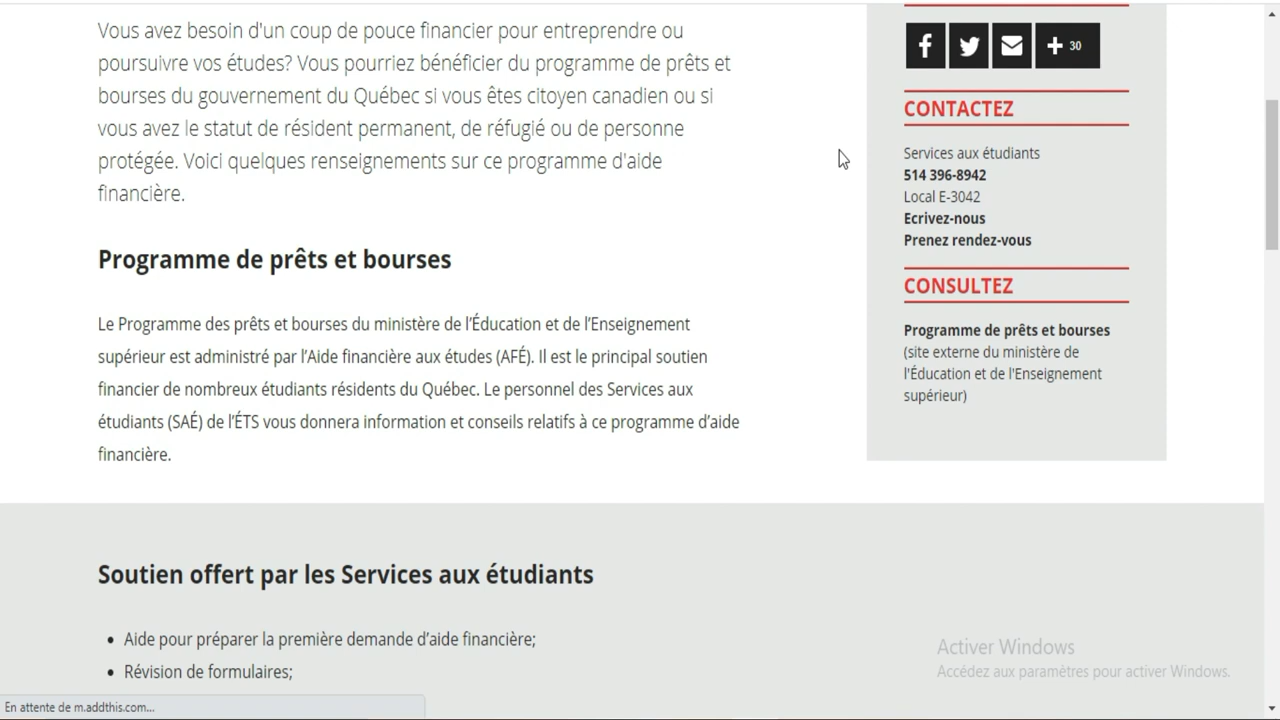 Vous avez besoin d'un coup de pouce financier pour entreprendre ou
poursuivre vos études? Vous pourriez bénéficier du programme de prêts et
bourses du gouvernement du Québec si vous êtes citoyen canadien ou si
vous avez le statut de résident permanent, de réfugié ou de personne
protégée. Voici quelques renseignements sur ce programme d'aide
financière.
Programme de prêts et bourses
Le Programme des prêts et bourses du ministère de l’Éducation et de l’Enseignement
supérieur est administré par l’Aide financière aux études (AFÉ). Il est le principal soutien
financier de nombreux étudiants résidents du Québec. Le personnel des Services aux
étudiants (SAÉ) de l’ÉTS vous donnera information et conseils relatifs à ce programme d’aide
financière.
30
CONTACTEZ
Services aux étudiants
514 396-8942
Local E-3042
Ecrivez-nous
Prenez rendez-vous
CONSULTEZ
Programme de prêts et bourses
(site externe du ministère de
l'Éducation et de l'Enseignement
supérieur)
Soutien offert par les Services aux étudiants
• Aide pour préparer la première demande d’aide financière;
• Révision de formulaires;
Activer Windows
Accédez aux paramètres pour activer Windows.
En attente de m.addthis.com...